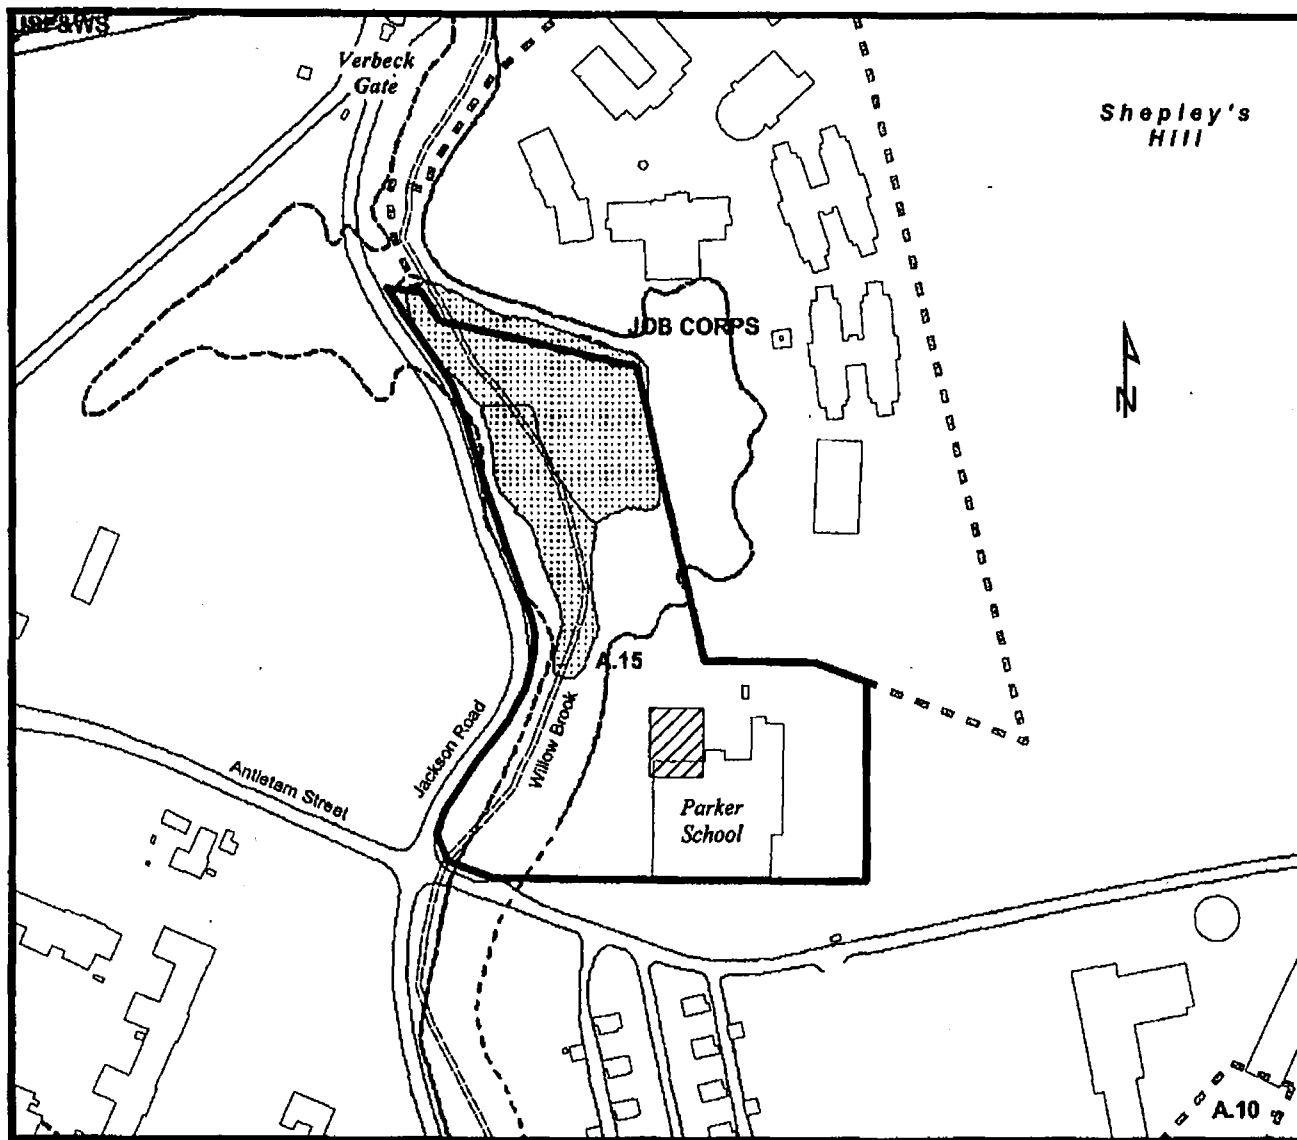 Verbeck
Gate
Shepley's
Hill
JOB CORPS
N
A.15
Jackson Road
Willow Brook
Antietam Street
Parker
School
A.10